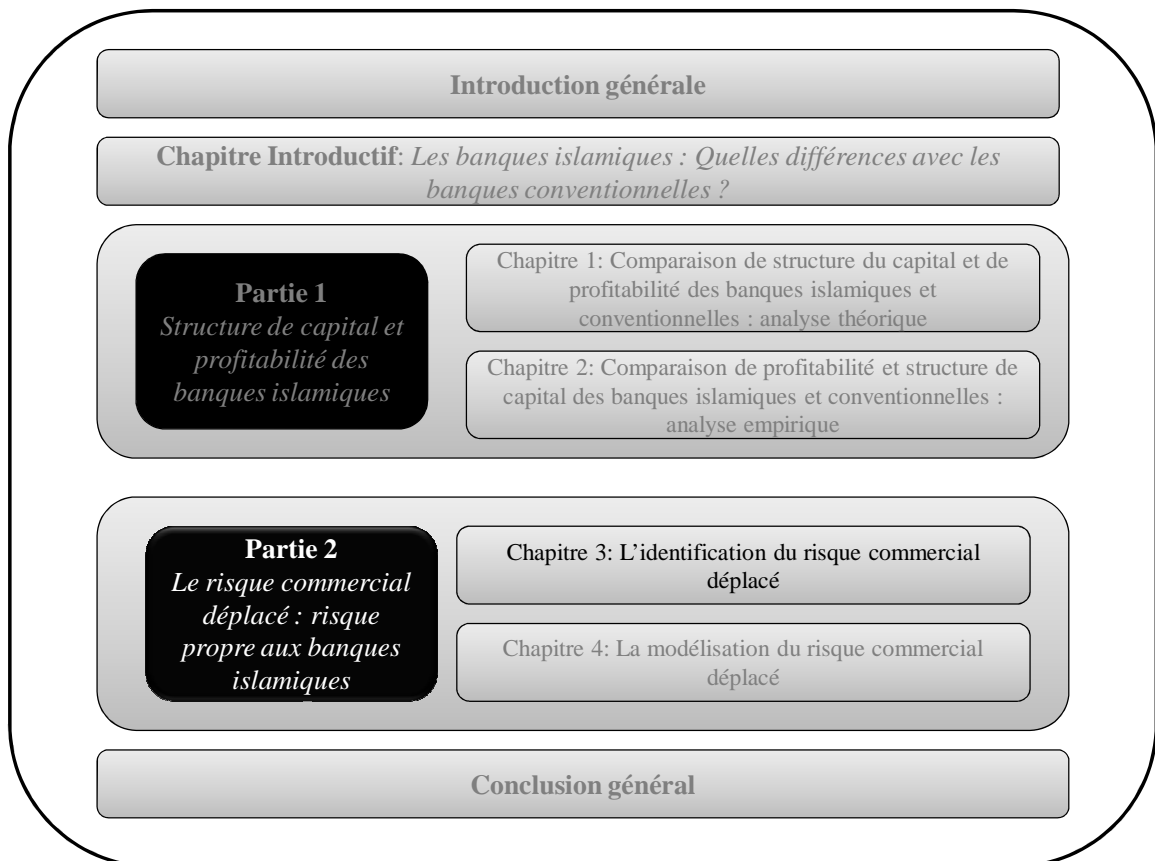 Introduction générale
Chapitre Introductif: Les banques islamiques : Quelles différences avec les
banques conventionnelles ?
Partie 1
Structure de capital et
profitabilité des
banques islamiques
Chapitre 1: Comparaison de structure du capital et de
profitabilité des banques islamiques et
conventionnelles : analyse théorique
Chapitre 2: Comparaison de profitabilité et structure de
capital des banques islamiques et conventionnelles :
analyse empirique
Partie 2
Le risque commercial
déplacé : risque
propre aux banques
islamiques
Chapitre 3: L’identification du risque commercial
déplacé
Chapitre 4: La modélisation du risque commercial
déplacé
Conclusion général